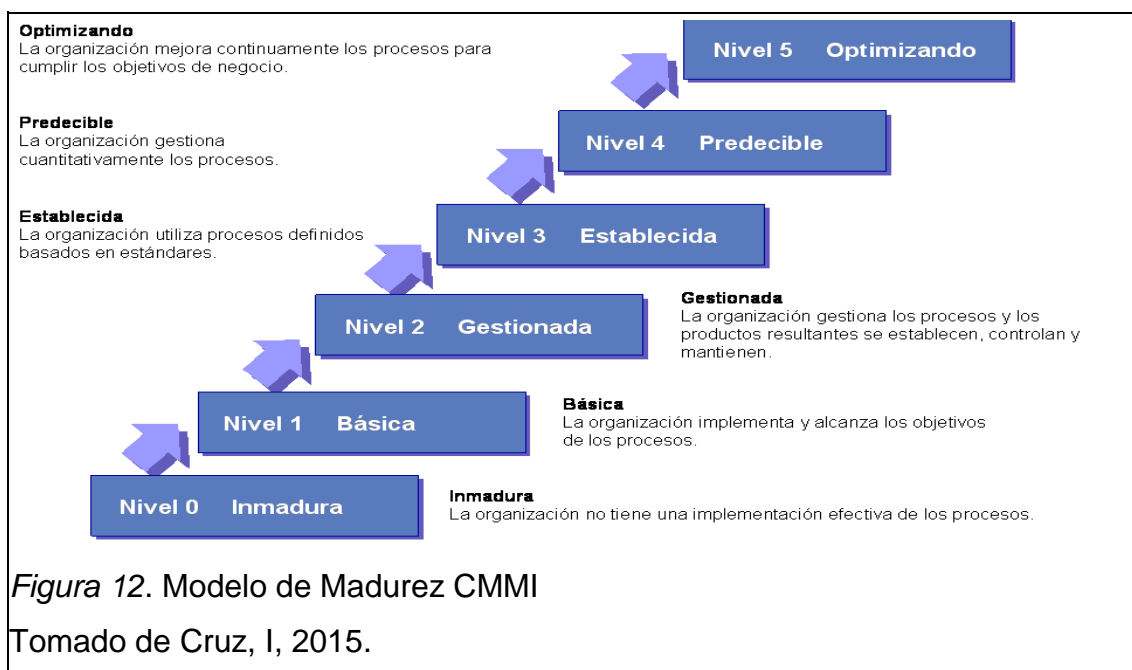 Optimizando
La organización mejora continuamente los procesos para
cumplir los objetivos de negocio.
Nivel 5 Optimizando
Predecible
La organización gestiona
cuantitativamente los procesos.
Nivel 4 Predecible
Establecida
La organización utiliza procesos definidos
basados en estándares.
Nivel 3 Establecida
Nivel 2 Gestionada
Gestionada
La organización gestiona los procesos y los
productos resultantes se establecen, controlan y
mantienen.
Nivel 1 Básica
Básica
La organización implementa y alcanza los objetivos
de los procesos.
Nivel 0 Inmadura
Inmadura
La organización no tiene una implementación efectiva de los procesos.
Figura 12. Modelo de Madurez CMMI
Tomado de Cruz, I, 2015.